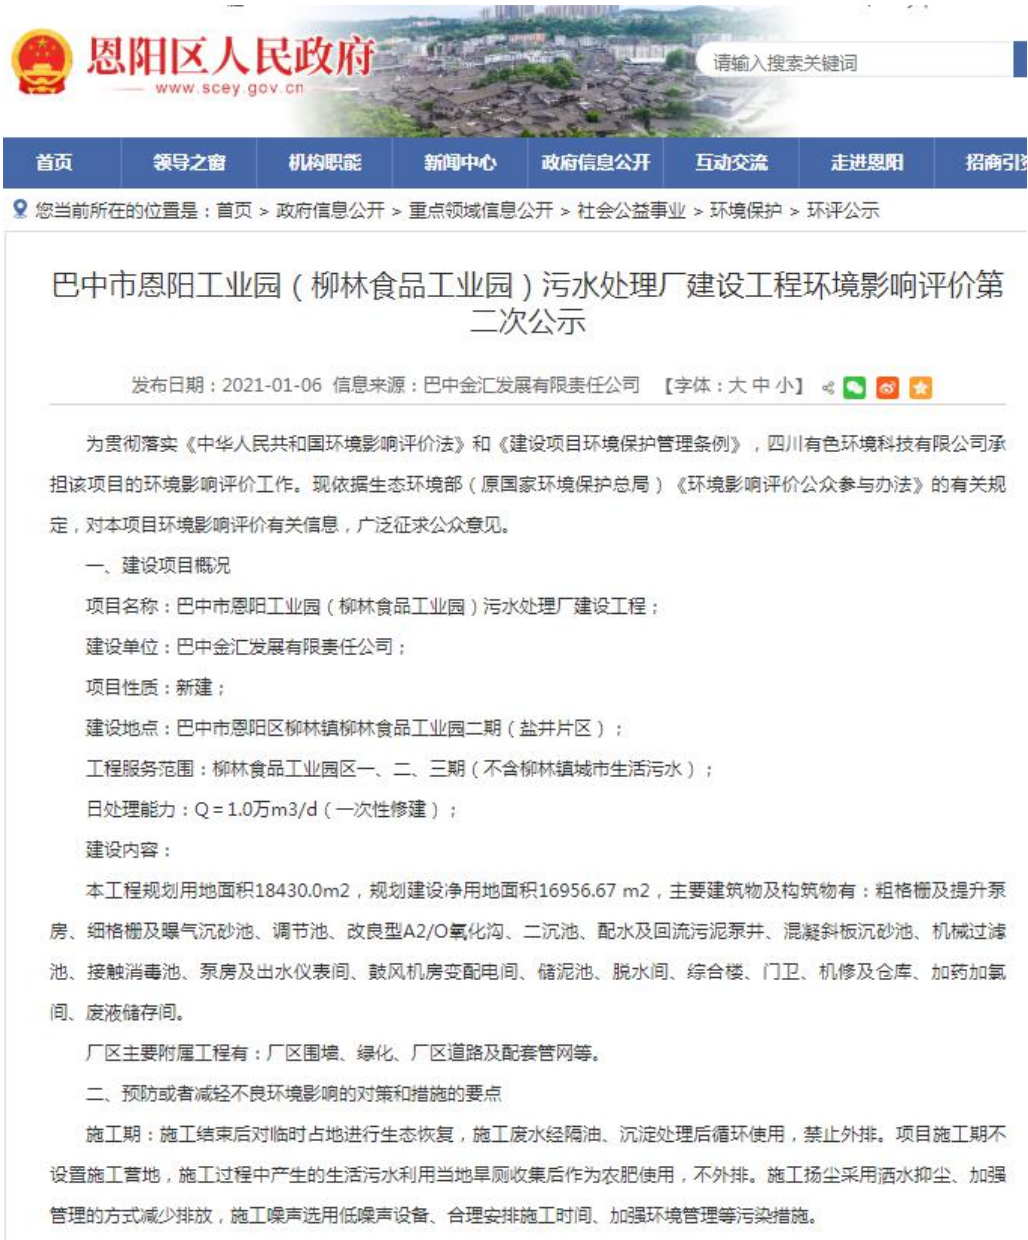 恩阳区人民政府
www.scey.gov.cn
请输入搜索关键词
首页 领导之窗 机构职能 新闻中心 政府信息公开 互动交流 走进恩阳 招商引资
您当前所在的位置是：首页 > 政府信息公开 > 重点领域信息公开 > 社会公益事业 > 环境保护 > 环评公示
巴中市恩阳工业园（柳林食品工业园）污水处理厂建设工程环境影响评价第
二次公示
发布日期：2021-01-06 信息来源：巴中金汇发展有限责任公司 【字体：大 中 小】
为贯彻落实《中华人民共和国环境影响评价法》和《建设项目环境保护管理条例》，四川有色环境科技有限公司承
担该项目的环境影响评价工作。现依据生态环境部（原国家环境保护总局）《环境影响评价公众参与办法》的有关规
定，对本项目环境影响评价有关信息，广泛征求公众意见。
一、建设项目概况
项目名称：巴中市恩阳工业园（柳林食品工业园）污水处理厂建设工程；
建设单位：巴中金汇发展有限责任公司；
项目性质：新建；
建设地点：巴中市恩阳区柳林镇柳林食品工业园二期（盐井片区）；
工程服务范围：柳林食品工业园区一、二、三期（不含柳林镇城市生活污水）；
日处理能力：Q＝1.0万m3/d（一次性修建）；
建设内容：
本工程规划用地面积18430.0m2，规划建设净用地面积16956.67 m2，主要建筑物及构筑物有：粗格栅及提升泵
房、细格栅及曝气沉砂池、调节池、改良型A2/O氧化沟、二沉池、配水及回流污泥泵井、混凝斜板沉砂池、机械过滤
池、接触消毒池、泵房及出水仪表间、鼓风机房变配电间、储泥池、脱水间、综合楼、门卫、机修及仓库、加药加氯
间、废液储存间。
厂区主要附属工程有：厂区围墙、绿化、厂区道路及配套管网等。
二、预防或者减轻不良环境影响的对策和措施的要点
施工期：施工结束后对临时占地进行生态恢复，施工废水经隔油、沉淀处理后循环使用，禁止外排。项目施工期不
设置施工营地，施工过程中产生的生活污水利用当地旱厕收集后作为农肥使用，不外排。施工扬尘采用洒水抑尘、加强
管理的方式减少排放，施工噪声选用低噪声设备、合理安排施工时间、加强环境管理等污染措施。